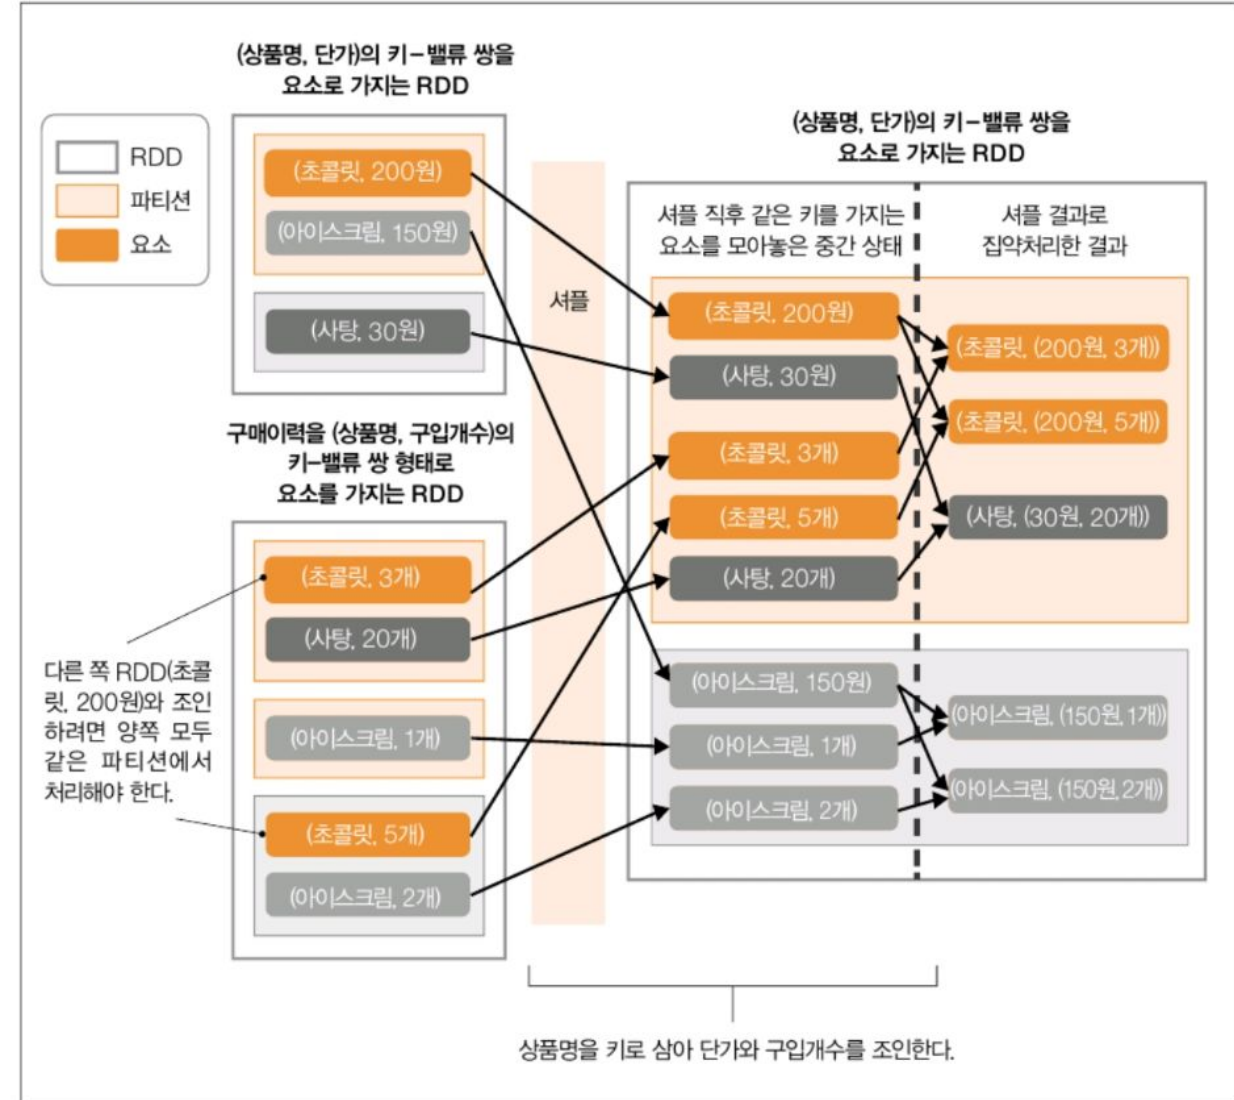 (상품명, 단가)의 키-밸류 쌍을
요소로 가지는 RDD
RDD
파티션
요소
(초콜릿, 200원)
(아이스크림, 150원)
(사탕, 30원)
구매이력을 (상품명, 구입개수)의
키-밸류 쌍 형태로
요소를 가지는 RDD
(초콜릿, 3개)
(사탕, 20개)
(아이스크림, 1개)
(초콜릿, 5개)
(아이스크림, 2개)
다른 쪽 RDD(초콜
릿, 200원)와 조인
하려면 양쪽 모두
같은 파티션에서
처리해야 한다.
셔플
(상품명, 단가)의 키-밸류 쌍을
요소로 가지는 RDD
셔플 직후 같은 키를 가지는
요소를 모아놓은 중간 상태
(초콜릿, 200원)
(사탕, 30원)
(초콜릿, 3개)
(초콜릿, 5개)
(사탕, 20개)
(아이스크림, 150원)
(아이스크림, 1개)
(아이스크림, 2개)
셔플 결과로
집약처리한 결과
(초콜릿, (200원, 3개))
(초콜릿, (200원, 5개))
(사탕, (30원, 20개))
(아이스크림, (150원, 1개))
(아이스크림, (150원, 2개))
상품명을 키로 삼아 단가와 구입개수를 조인한다.